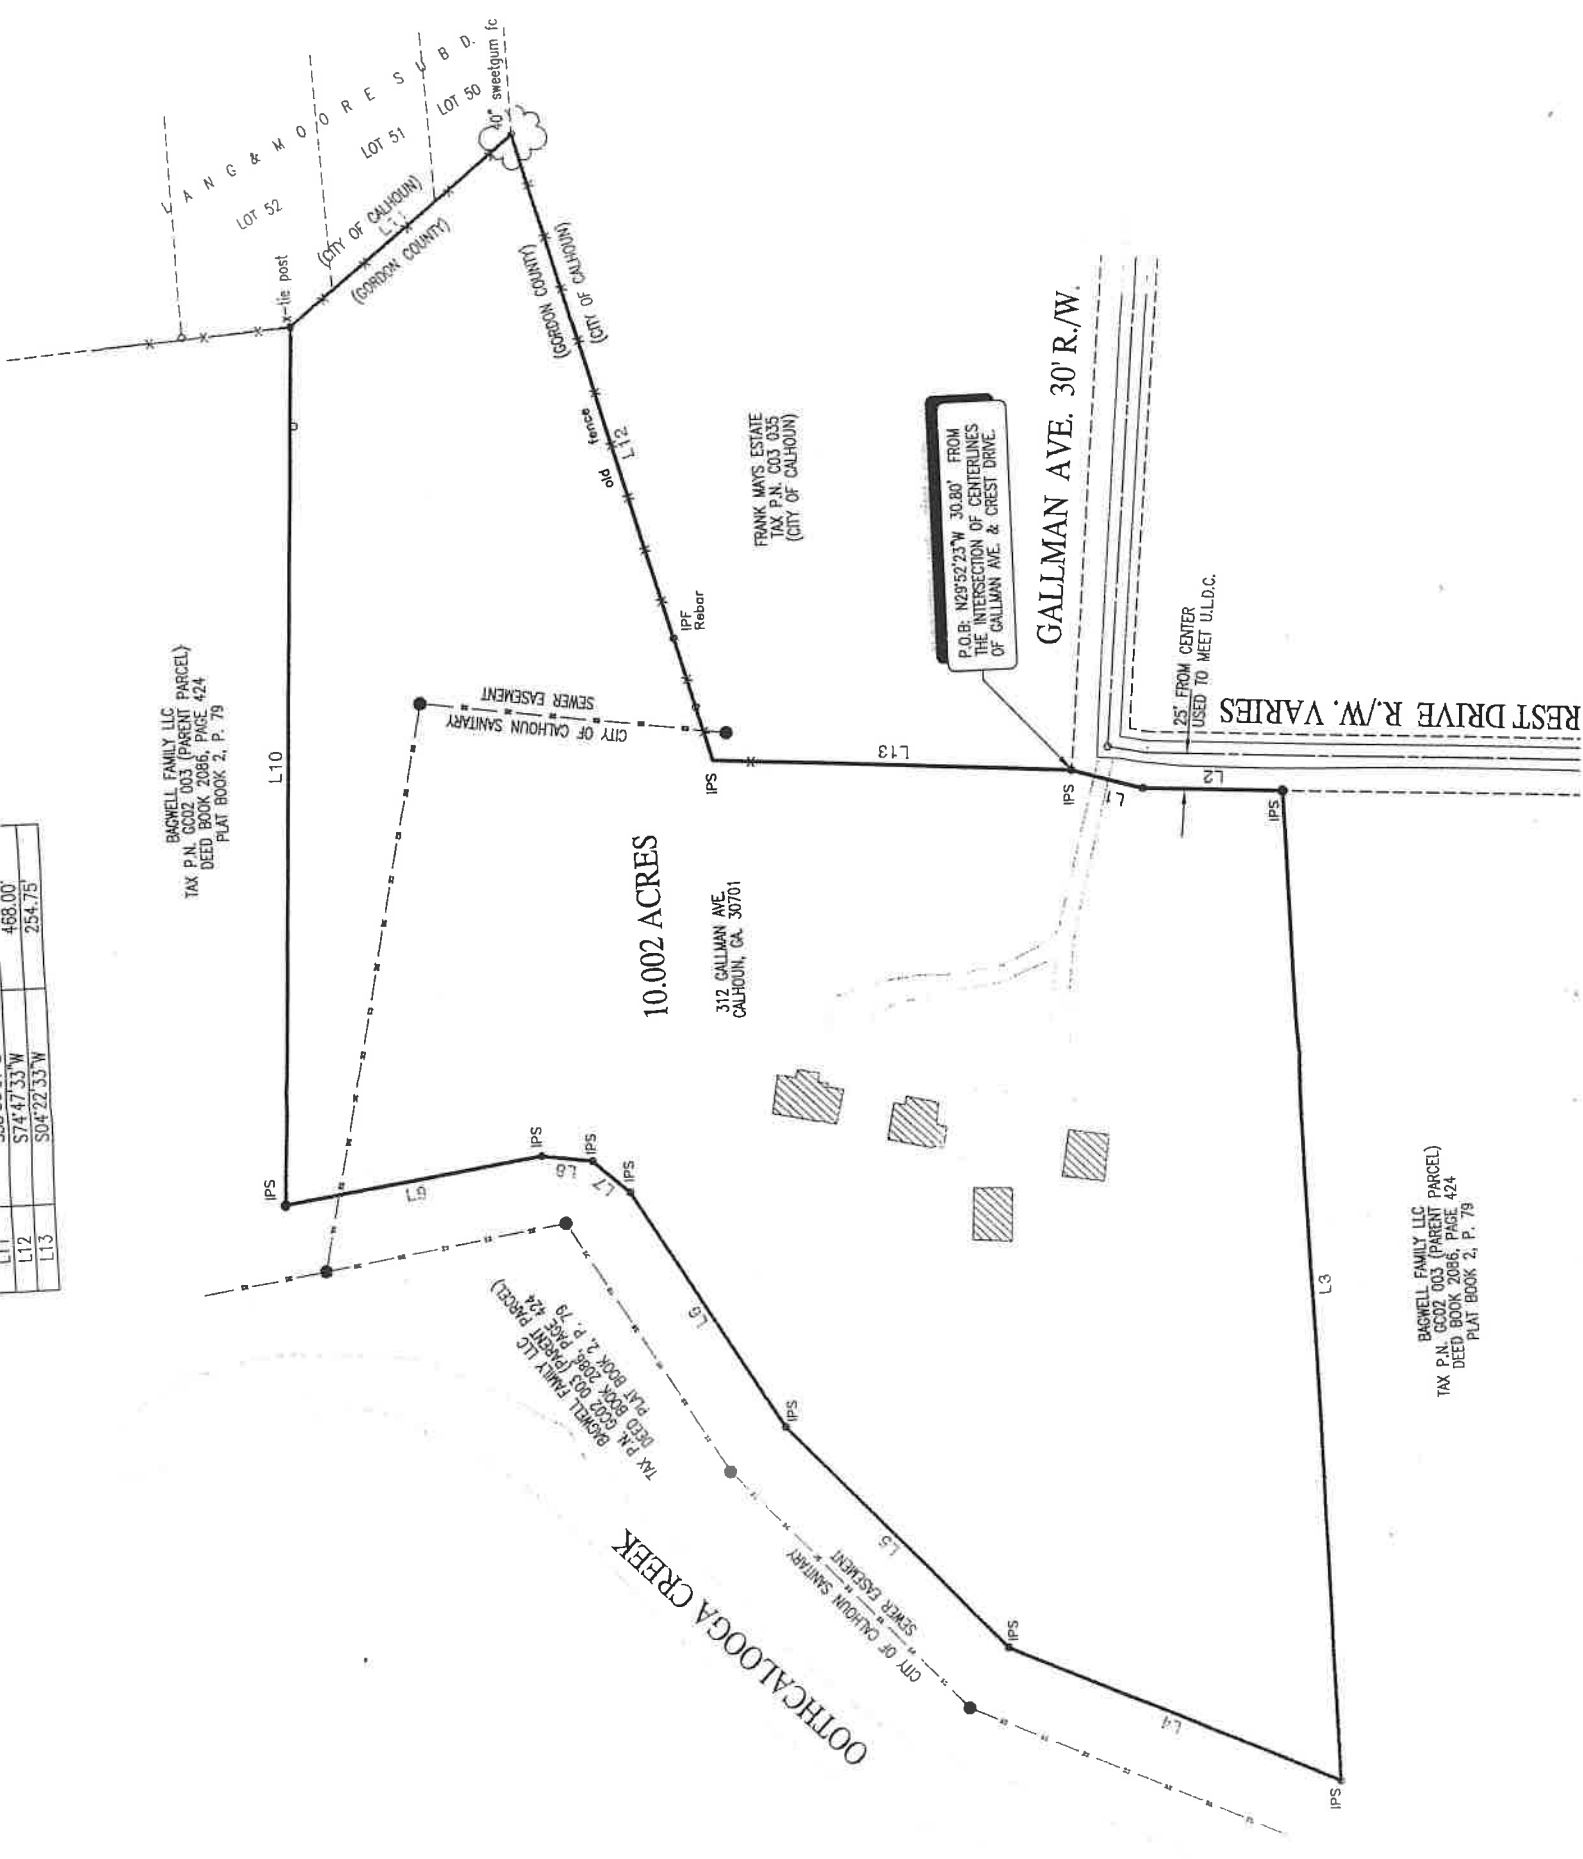 L11
L12 S74°47'33"W 468.00'
L13 S04°22'33"W 254.75'
L A N G & M O O R E S U B D.
LOT 52
LOT 51
LOT 50
40" sweetgum fc
x-tie post
(CITY OF CALHOUN)
L11
(GORDON COUNTY)
(GORDON COUNTY)
(CITY OF CALHOUN)
old fence
L12
BAGWELL FAMILY LLC
TAX P.N. GC02 003 (PARENT PARCEL)
DEED BOOK 2086, PAGE 424
PLAT BOOK 2, P. 79
L10
FRANK MAYS ESTATE
TAX P.N. C03 035
(CITY OF CALHOUN)
IPF
Rebar
CITY OF CALHOUN SANITARY
SEWER EASEMENT
P.O.B: N29°52'23"W 30.80' FROM
THE INTERSECTION OF CENTERLINES
OF GALLMAN AVE. & CREST DRIVE.
GALLMAN AVE. 30' R./W.
25' FROM CENTER
USED TO MEET U.L.D.C.
REST DRIVE R./W. VARIES
IPS
L13
IPS
L1
L2
IPS
10.002 ACRES
312 GALLMAN AVE.
CALHOUN, GA. 30701
IPS
L9
IPS
L8
IPS
L7
IPS
L6
IPS
L5
IPS
L4
IPS
L3
BAGWELL FAMILY LLC
TAX P.N. GC02 003 (PARENT PARCEL)
DEED BOOK 2086, PAGE 424
PLAT BOOK 2, P. 79
CITY OF CALHOUN SANITARY
SEWER EASEMENT
OOTHCALOOGA CREEK
BAGWELL FAMILY LLC
TAX P.N. GC02 003 (PARENT PARCEL)
DEED BOOK 2086, PAGE 424
PLAT BOOK 2, P. 79